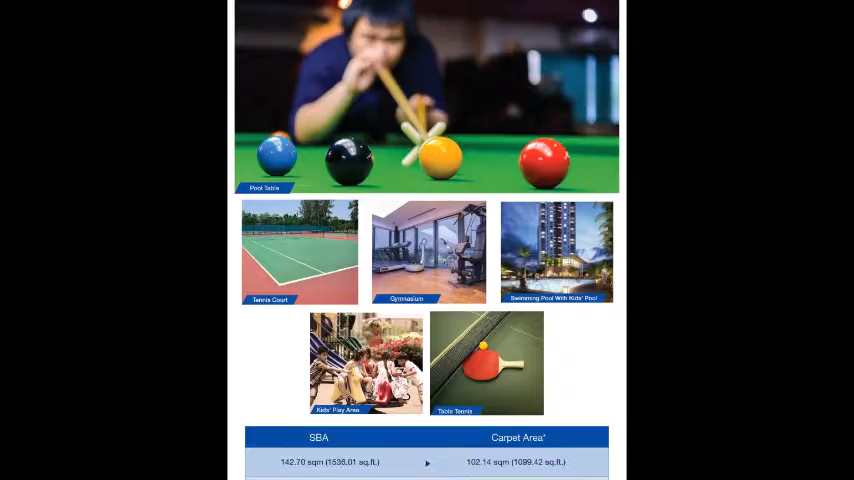 Pool Table
Tennis Court
Gymnasium
Swimming Pool With Kids' Pool
Kids' Play Area
Table Tennis
SBA
Carpet Area*
142.70 sqm (1536.01 sq.ft.)
102.14 sqm (1099.42 sq.ft.)